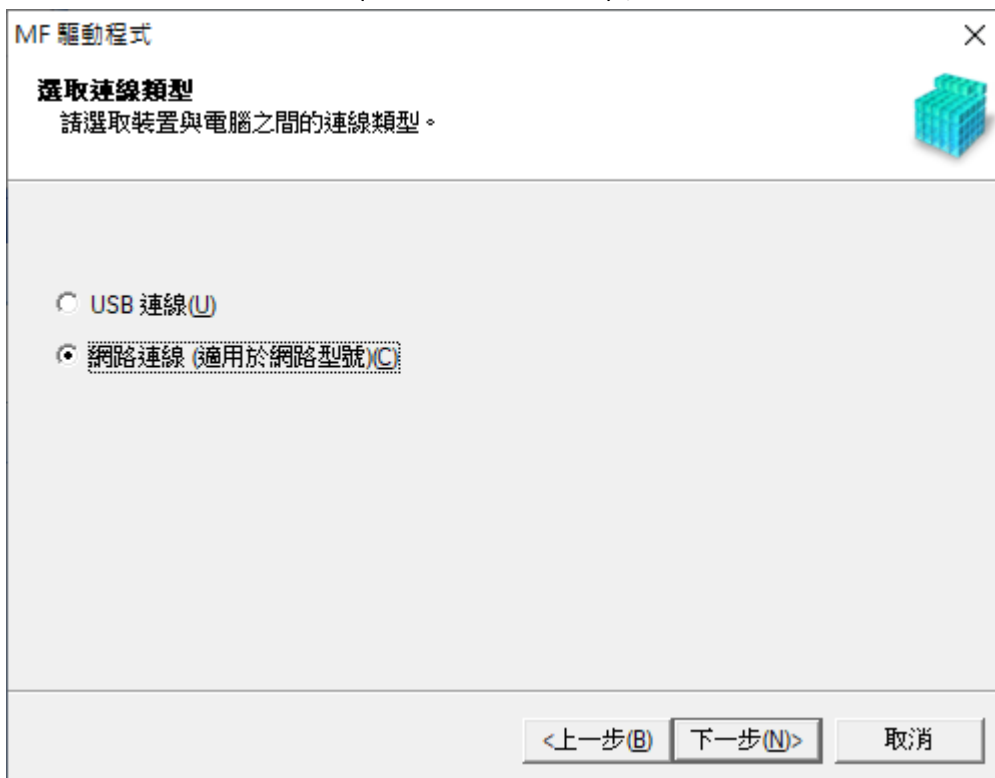 MF 驅動程式
選取連線類型
請選取裝置與電腦之間的連線類型。
USB 連線(U)
網路連線 (適用於網路型號)(C)
<上一步(B) 下一步(N)> 取消